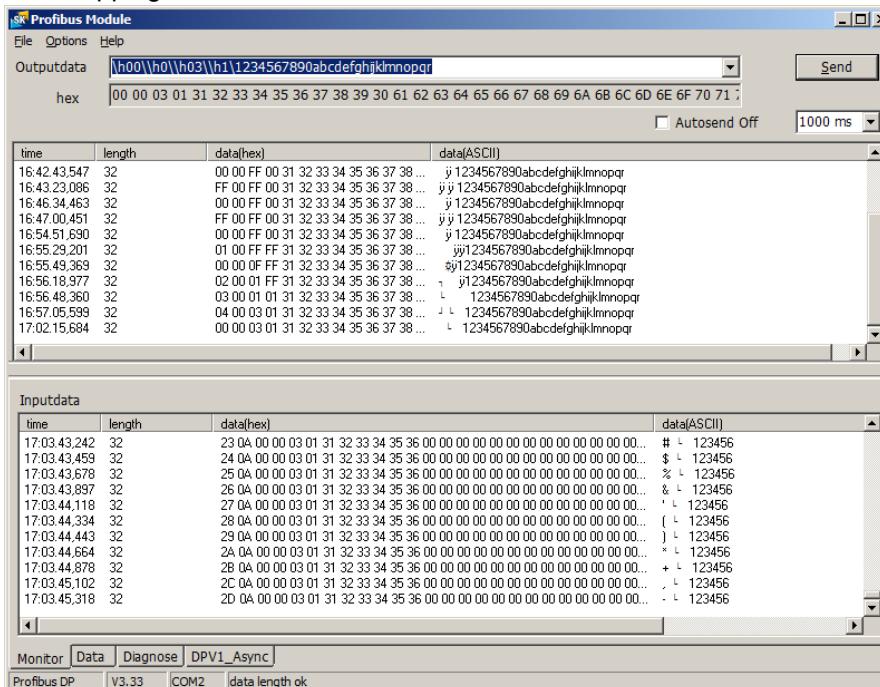 Profibus Module
File Options Help
Outputdata \h00\\h0\\h03\\h1\1234567890abcdefghijklmnopqr Send
hex 00 00 03 01 31 32 33 34 35 36 37 38 39 30 61 62 63 64 65 66 67 68 69 6A 6B 6C 6D 6E 6F 70 71
Autosend Off 1000 ms
time length data(hex) data(ASCII)
16:42.43,547 32 00 00 FF 00 31 32 33 34 35 36 37 38 ... ÿ 1234567890abcdefghijklmnopqr
16:43.23,086 32 FF 00 FF 00 31 32 33 34 35 36 37 38 ... ÿ ÿ 1234567890abcdefghijklmnopqr
16:46.34,463 32 00 00 FF 00 31 32 33 34 35 36 37 38 ... ÿ 1234567890abcdefghijklmnopqr
16:47.00,451 32 FF 00 FF 00 31 32 33 34 35 36 37 38 ... ÿ ÿ 1234567890abcdefghijklmnopqr
16:54.51,690 32 00 00 FF 00 31 32 33 34 35 36 37 38 ... ÿ 1234567890abcdefghijklmnopqr
16:55.29,201 32 01 00 FF FF 31 32 33 34 35 36 37 38 ... ÿÿ1234567890abcdefghijklmnopqr
16:55.49,369 32 00 00 0F FF 31 32 33 34 35 36 37 38 ... ¤ÿ1234567890abcdefghijklmnopqr
16:56.18,977 32 02 00 01 FF 31 32 33 34 35 36 37 38 ... ┐ ÿ1234567890abcdefghijklmnopqr
16:56.48,360 32 03 00 01 01 31 32 33 34 35 36 37 38 ... └ 1234567890abcdefghijklmnopqr
16:57.05,599 32 04 00 03 01 31 32 33 34 35 36 37 38 ... ┘ └ 1234567890abcdefghijklmnopqr
17:02.15,684 32 00 00 03 01 31 32 33 34 35 36 37 38 ... └ 1234567890abcdefghijklmnopqr
Inputdata
time length data(hex) data(ASCII)
17:03.43,242 32 23 0A 00 00 03 01 31 32 33 34 35 36 00 00 00 00 00 00 00 00 00 00 00 00... # └ 123456
17:03.43,459 32 24 0A 00 00 03 01 31 32 33 34 35 36 00 00 00 00 00 00 00 00 00 00 00 00... $ └ 123456
17:03.43,678 32 25 0A 00 00 03 01 31 32 33 34 35 36 00 00 00 00 00 00 00 00 00 00 00 00... % └ 123456
17:03.43,897 32 26 0A 00 00 03 01 31 32 33 34 35 36 00 00 00 00 00 00 00 00 00 00 00 00... & └ 123456
17:03.44,118 32 27 0A 00 00 03 01 31 32 33 34 35 36 00 00 00 00 00 00 00 00 00 00 00 00... ' └ 123456
17:03.44,334 32 28 0A 00 00 03 01 31 32 33 34 35 36 00 00 00 00 00 00 00 00 00 00 00 00... ( └ 123456
17:03.44,443 32 29 0A 00 00 03 01 31 32 33 34 35 36 00 00 00 00 00 00 00 00 00 00 00 00... ) └ 123456
17:03.44,664 32 2A 0A 00 00 03 01 31 32 33 34 35 36 00 00 00 00 00 00 00 00 00 00 00 00... * └ 123456
17:03.44,878 32 2B 0A 00 00 03 01 31 32 33 34 35 36 00 00 00 00 00 00 00 00 00 00 00 00... + └ 123456
17:03.45,102 32 2C 0A 00 00 03 01 31 32 33 34 35 36 00 00 00 00 00 00 00 00 00 00 00 00... , └ 123456
17:03.45,318 32 2D 0A 00 00 03 01 31 32 33 34 35 36 00 00 00 00 00 00 00 00 00 00 00 00... - └ 123456
Monitor Data Diagnose DPV1_Async
Profibus DP V3.33 COM2 data length ok